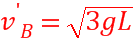 v'_B = √3gL